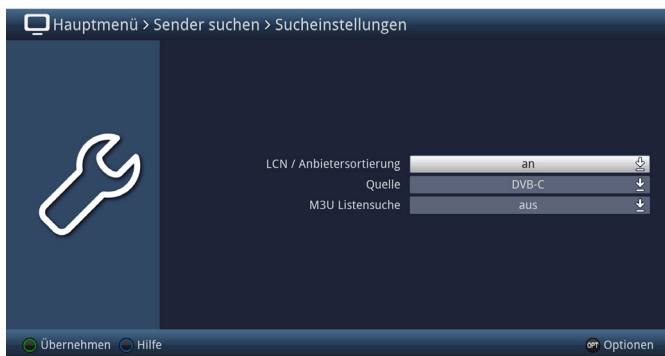 Hauptmenü > Sender suchen > Sucheinstellungen
LCN / Anbietersortierung an
Quelle DVB-C
M3U Listensuche aus
Übernehmen Hilfe OPT Optionen